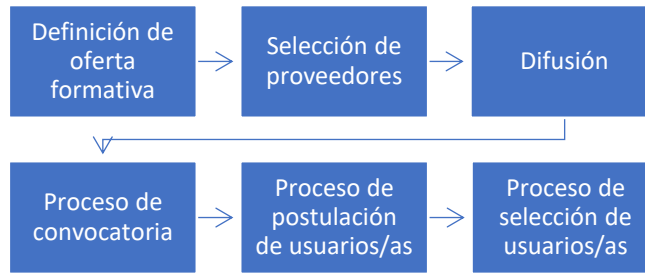 Definición de
oferta
formativa
Selección de
proveedores
Difusión
Proceso de
convocatoria
Proceso de
postulación
de usuarios/as
Proceso de
selección de
usuarios/as